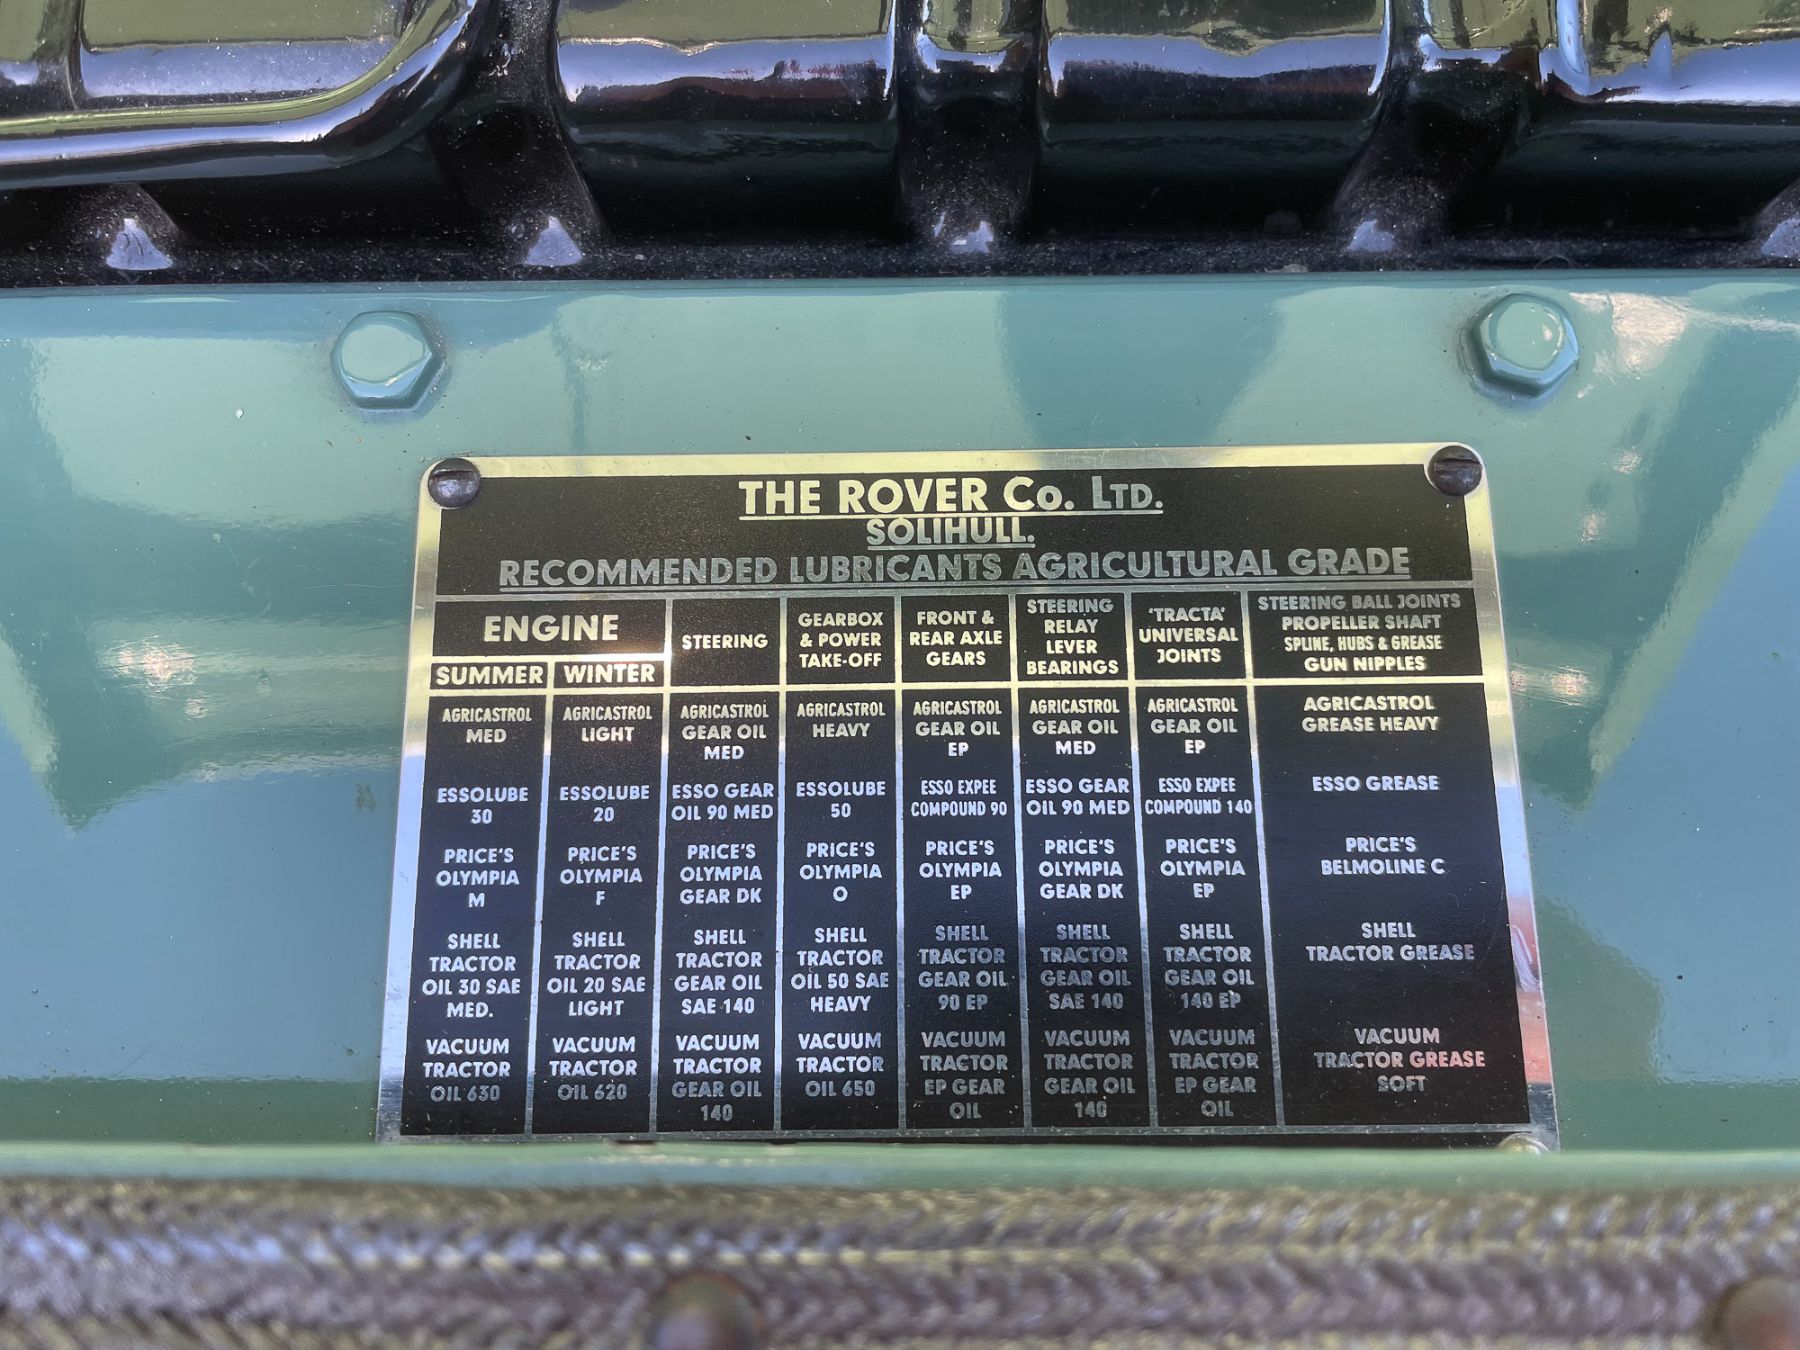 THE ROVER Co. LTD.
SOLIHULL.
RECOMMENDED LUBRICANTS AGRICULTURAL GRADE
ENGINE
SUMMER
WINTER
STEERING
GEARBOX
& POWER
TAKE-OFF
FRONT &
REAR AXLE
GEARS
STEERING
RELAY
LEVER
BEARINGS
'TRACTA'
UNIVERSAL
JOINTS
STEERING BALL JOINTS
PROPELLER SHAFT
SPLINE, HUBS & GREASE
GUN NIPPLES
AGRICASTROL
MED
AGRICASTROL
LIGHT
AGRICASTROL
GEAR OIL
MED
AGRICASTROL
HEAVY
AGRICASTROL
GEAR OIL
EP
AGRICASTROL
GEAR OIL
MED
AGRICASTROL
GEAR OIL
EP
AGRICASTROL
GREASE HEAVY
ESSOLUBE
30
ESSOLUBE
20
ESSO GEAR
OIL 90 MED
ESSOLUBE
50
ESSO EXPEE
COMPOUND 90
ESSO GEAR
OIL 90 MED
ESSO EXPEE
COMPOUND 140
ESSO GREASE
PRICE'S
OLYMPIA
M
PRICE'S
OLYMPIA
F
PRICE'S
OLYMPIA
GEAR DK
PRICE'S
OLYMPIA
O
PRICE'S
OLYMPIA
EP
PRICE'S
OLYMPIA
GEAR DK
PRICE'S
OLYMPIA
EP
PRICE'S
BELMOLINE C
SHELL
TRACTOR
OIL 30 SAE
MED.
SHELL
TRACTOR
OIL 20 SAE
LIGHT
SHELL
TRACTOR
GEAR OIL
SAE 140
SHELL
TRACTOR
OIL 50 SAE
HEAVY
SHELL
TRACTOR
GEAR OIL
90 EP
SHELL
TRACTOR
GEAR OIL
SAE 140
SHELL
TRACTOR
GEAR OIL
140 EP
SHELL
TRACTOR GREASE
VACUUM
TRACTOR
OIL 630
VACUUM
TRACTOR
OIL 620
VACUUM
TRACTOR
GEAR OIL
140
VACUUM
TRACTOR
OIL 650
VACUUM
TRACTOR
EP GEAR
OIL
VACUUM
TRACTOR
GEAR OIL
140
VACUUM
TRACTOR
EP GEAR
OIL
VACUUM
TRACTOR GREASE
SOFT